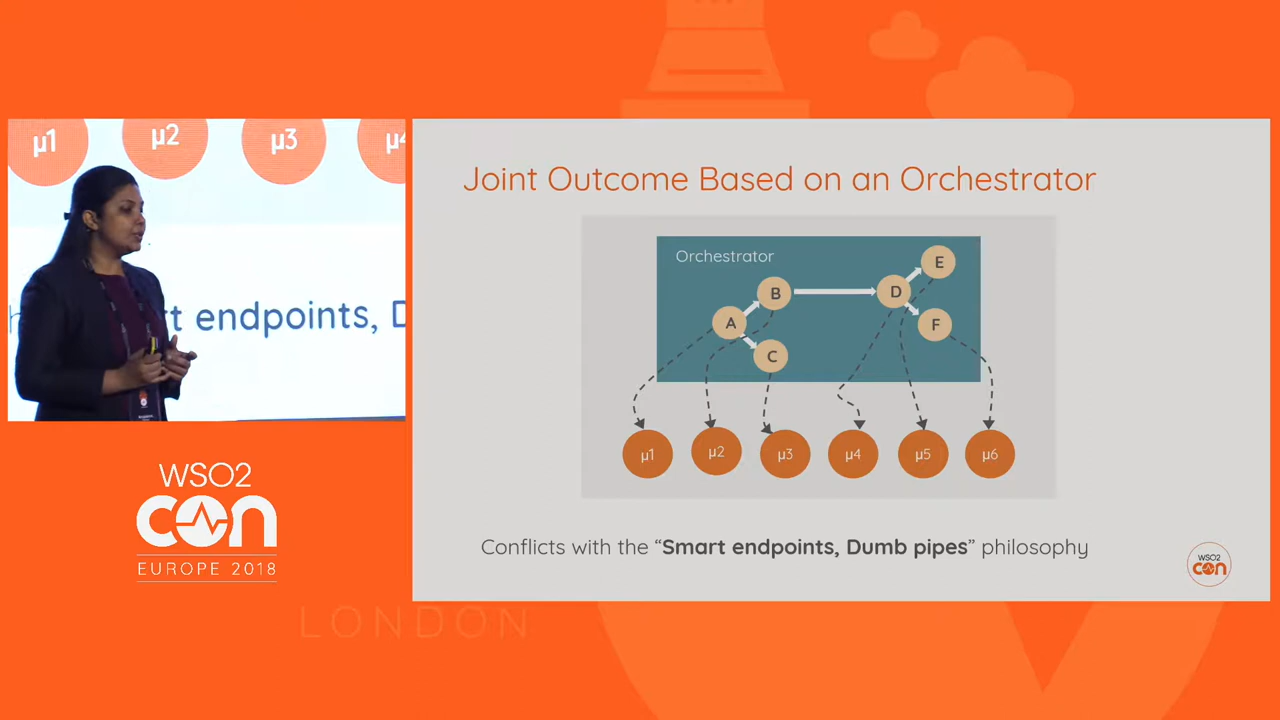 µ1
µ2
µ3
µ4
t endpoints, D
WSO2
con
EUROPE 2018
LONDON
Joint Outcome Based on an Orchestrator
Orchestrator
A
B
C
D
E
F
µ1
µ2
µ3
µ4
µ5
µ6
Conflicts with the “Smart endpoints, Dumb pipes” philosophy
WSO2
con